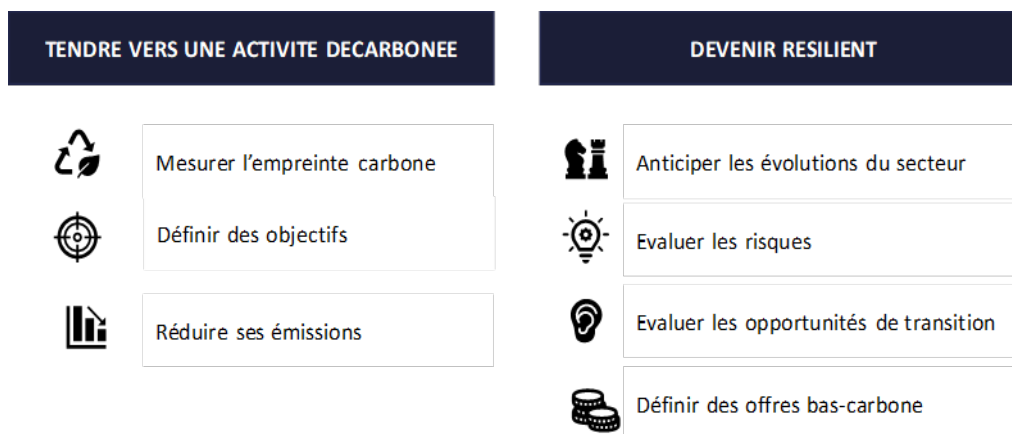 TENDRE VERS UNE ACTIVITE DECARBONEE
Mesurer l'empreinte carbone
Définir des objectifs
Réduire ses émissions
DEVENIR RESILIENT
Anticiper les évolutions du secteur
Evaluer les risques
Evaluer les opportunités de transition
Définir des offres bas-carbone